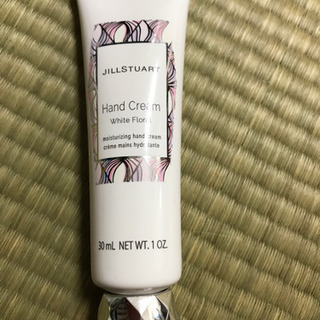 JILLSTUART
Hand Cream
White Floral
moisturizing hand cream
crème mains hydratante
30 mL NET WT. 1 OZ.